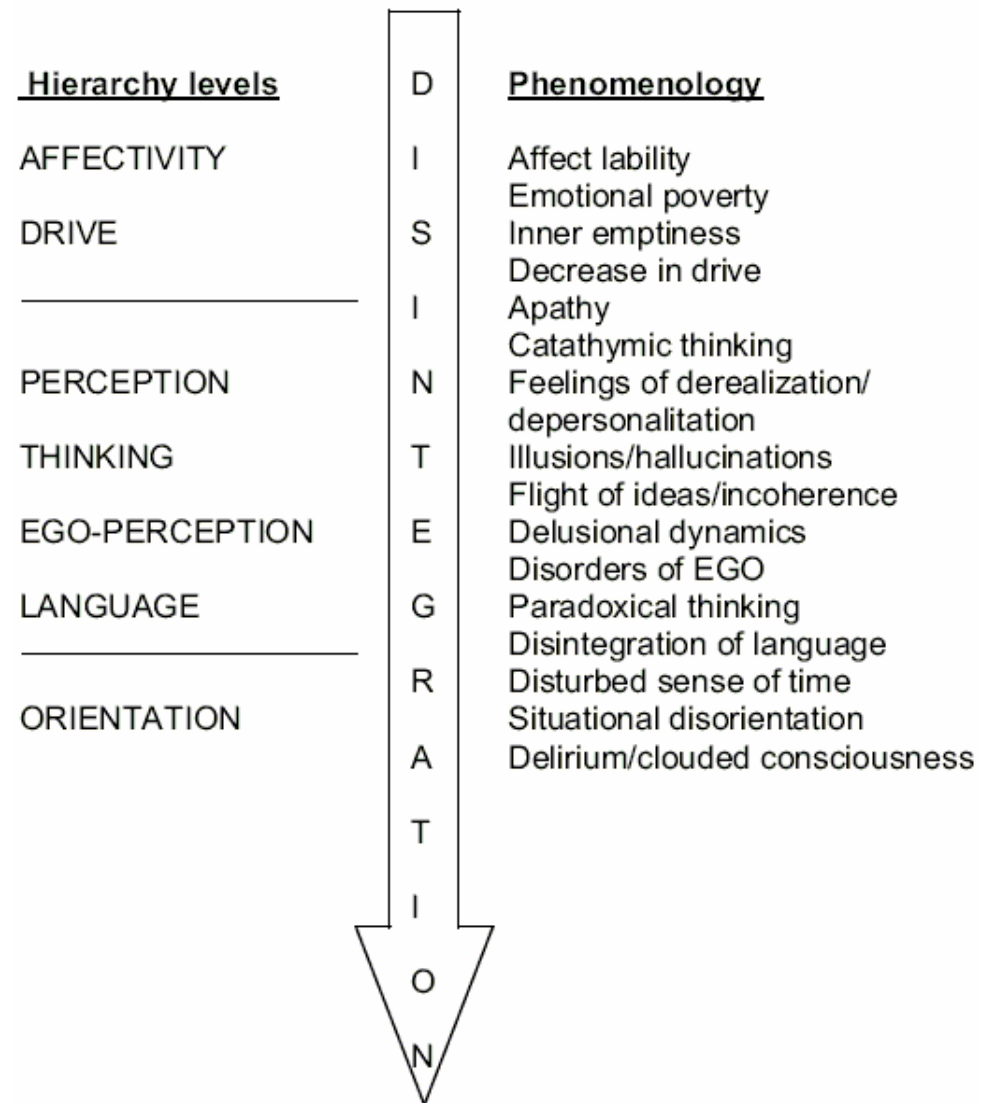 Hierarchy levels
AFFECTIVITY
DRIVE
PERCEPTION
THINKING
EGO-PERCEPTION
LANGUAGE
ORIENTATION
D
I
S
I
N
T
E
G
R
A
T
I
O
N
Phenomenology
Affect lability
Emotional poverty
Inner emptiness
Decrease in drive
Apathy
Catathymic thinking
Feelings of derealization/
depersonalitation
Illusions/hallucinations
Flight of ideas/incoherence
Delusional dynamics
Disorders of EGO
Paradoxical thinking
Disintegration of language
Disturbed sense of time
Situational disorientation
Delirium/clouded consciousness